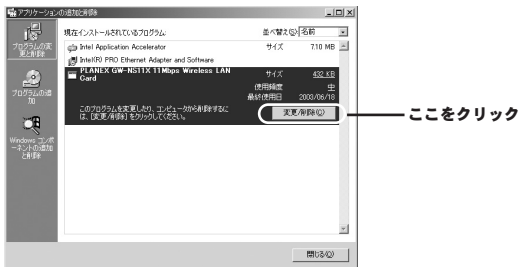 アプリケーションの追加と削除
プログラムの変更と削除
プログラムの追加
Windows コンポーネントの追加と削除
現在インストールされているプログラム:
並べ替え(S): 名前
Intel Application Accelerator
サイズ 7.10 MB
Intel(R) PRO Ethernet Adapter and Software
PLANEX GW-NS11X 11Mbps Wireless LAN
Card
サイズ 432 KB
使用頻度 中
最終使用日 2003/06/18
このプログラムを変更したり、コンピュータから削除するに
は、[変更/削除] をクリックしてください。
変更/削除(C)
ここをクリック
閉じる(O)